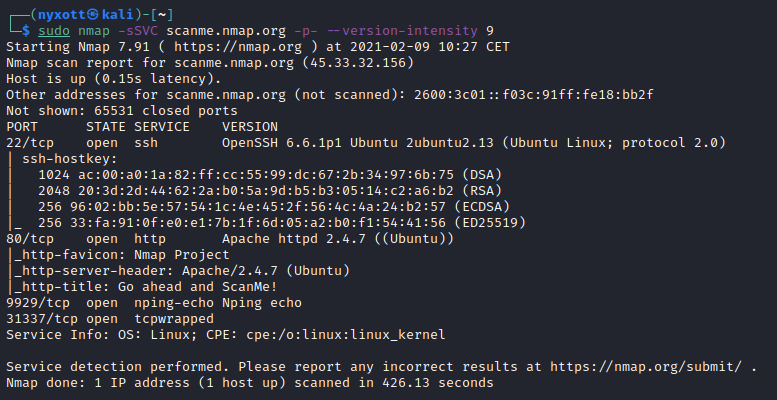 ┌──(nyxott㉿kali)-[~]
└─$ sudo nmap -sSVC scanme.nmap.org -p- --version-intensity 9
Starting Nmap 7.91 ( https://nmap.org ) at 2021-02-09 10:27 CET
Nmap scan report for scanme.nmap.org (45.33.32.156)
Host is up (0.15s latency).
Other addresses for scanme.nmap.org (not scanned): 2600:3c01::f03c:91ff:fe18:bb2f
Not shown: 65531 closed ports
PORT      STATE SERVICE    VERSION
22/tcp    open  ssh        OpenSSH 6.6.1p1 Ubuntu 2ubuntu2.13 (Ubuntu Linux; protocol 2.0)
| ssh-hostkey:
|   1024 ac:00:a0:1a:82:ff:cc:55:99:dc:67:2b:34:97:6b:75 (DSA)
|   2048 20:3d:2d:44:62:2a:b0:5a:9d:b5:b3:05:14:c2:a6:b2 (RSA)
|   256 96:02:bb:5e:57:54:1c:4e:45:2f:56:4c:4a:24:b2:57 (ECDSA)
|_  256 33:fa:91:0f:e0:e1:7b:1f:6d:05:a2:b0:f1:54:41:56 (ED25519)
80/tcp    open  http       Apache httpd 2.4.7 ((Ubuntu))
|_http-favicon: Nmap Project
|_http-server-header: Apache/2.4.7 (Ubuntu)
|_http-title: Go ahead and ScanMe!
9929/tcp  open  nping-echo Nping echo
31337/tcp open  tcpwrapped
Service Info: OS: Linux; CPE: cpe:/o:linux:linux_kernel

Service detection performed. Please report any incorrect results at https://nmap.org/submit/ .
Nmap done: 1 IP address (1 host up) scanned in 426.13 seconds